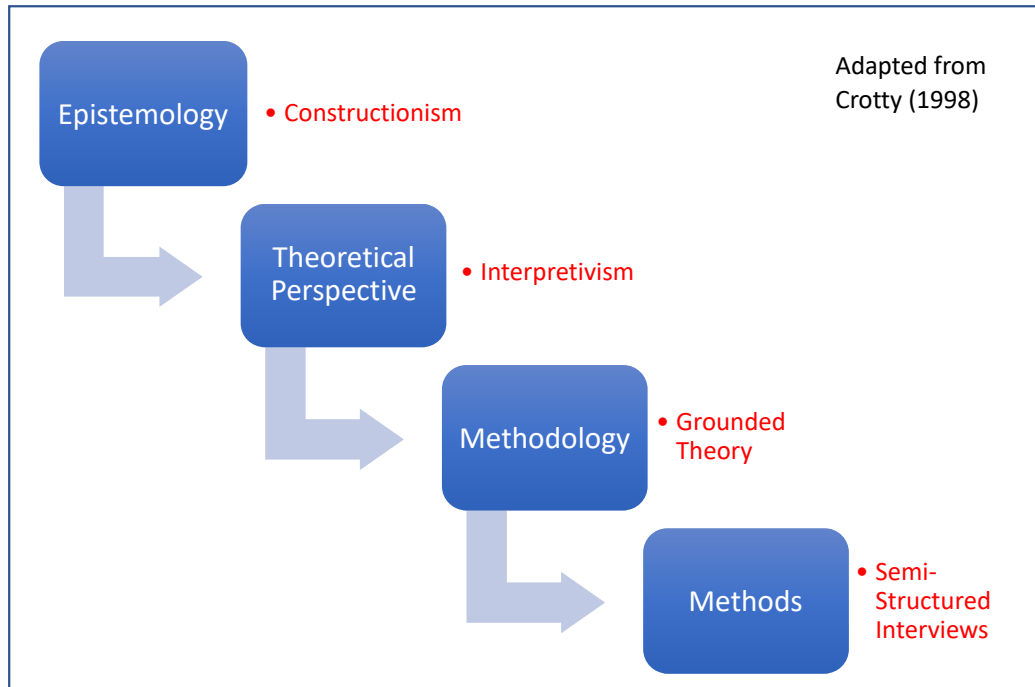 Adapted from
Crotty (1998)
Epistemology
• Constructionism
Theoretical
Perspective
• Interpretivism
Methodology
• Grounded
Theory
Methods
• Semi-
Structured
Interviews